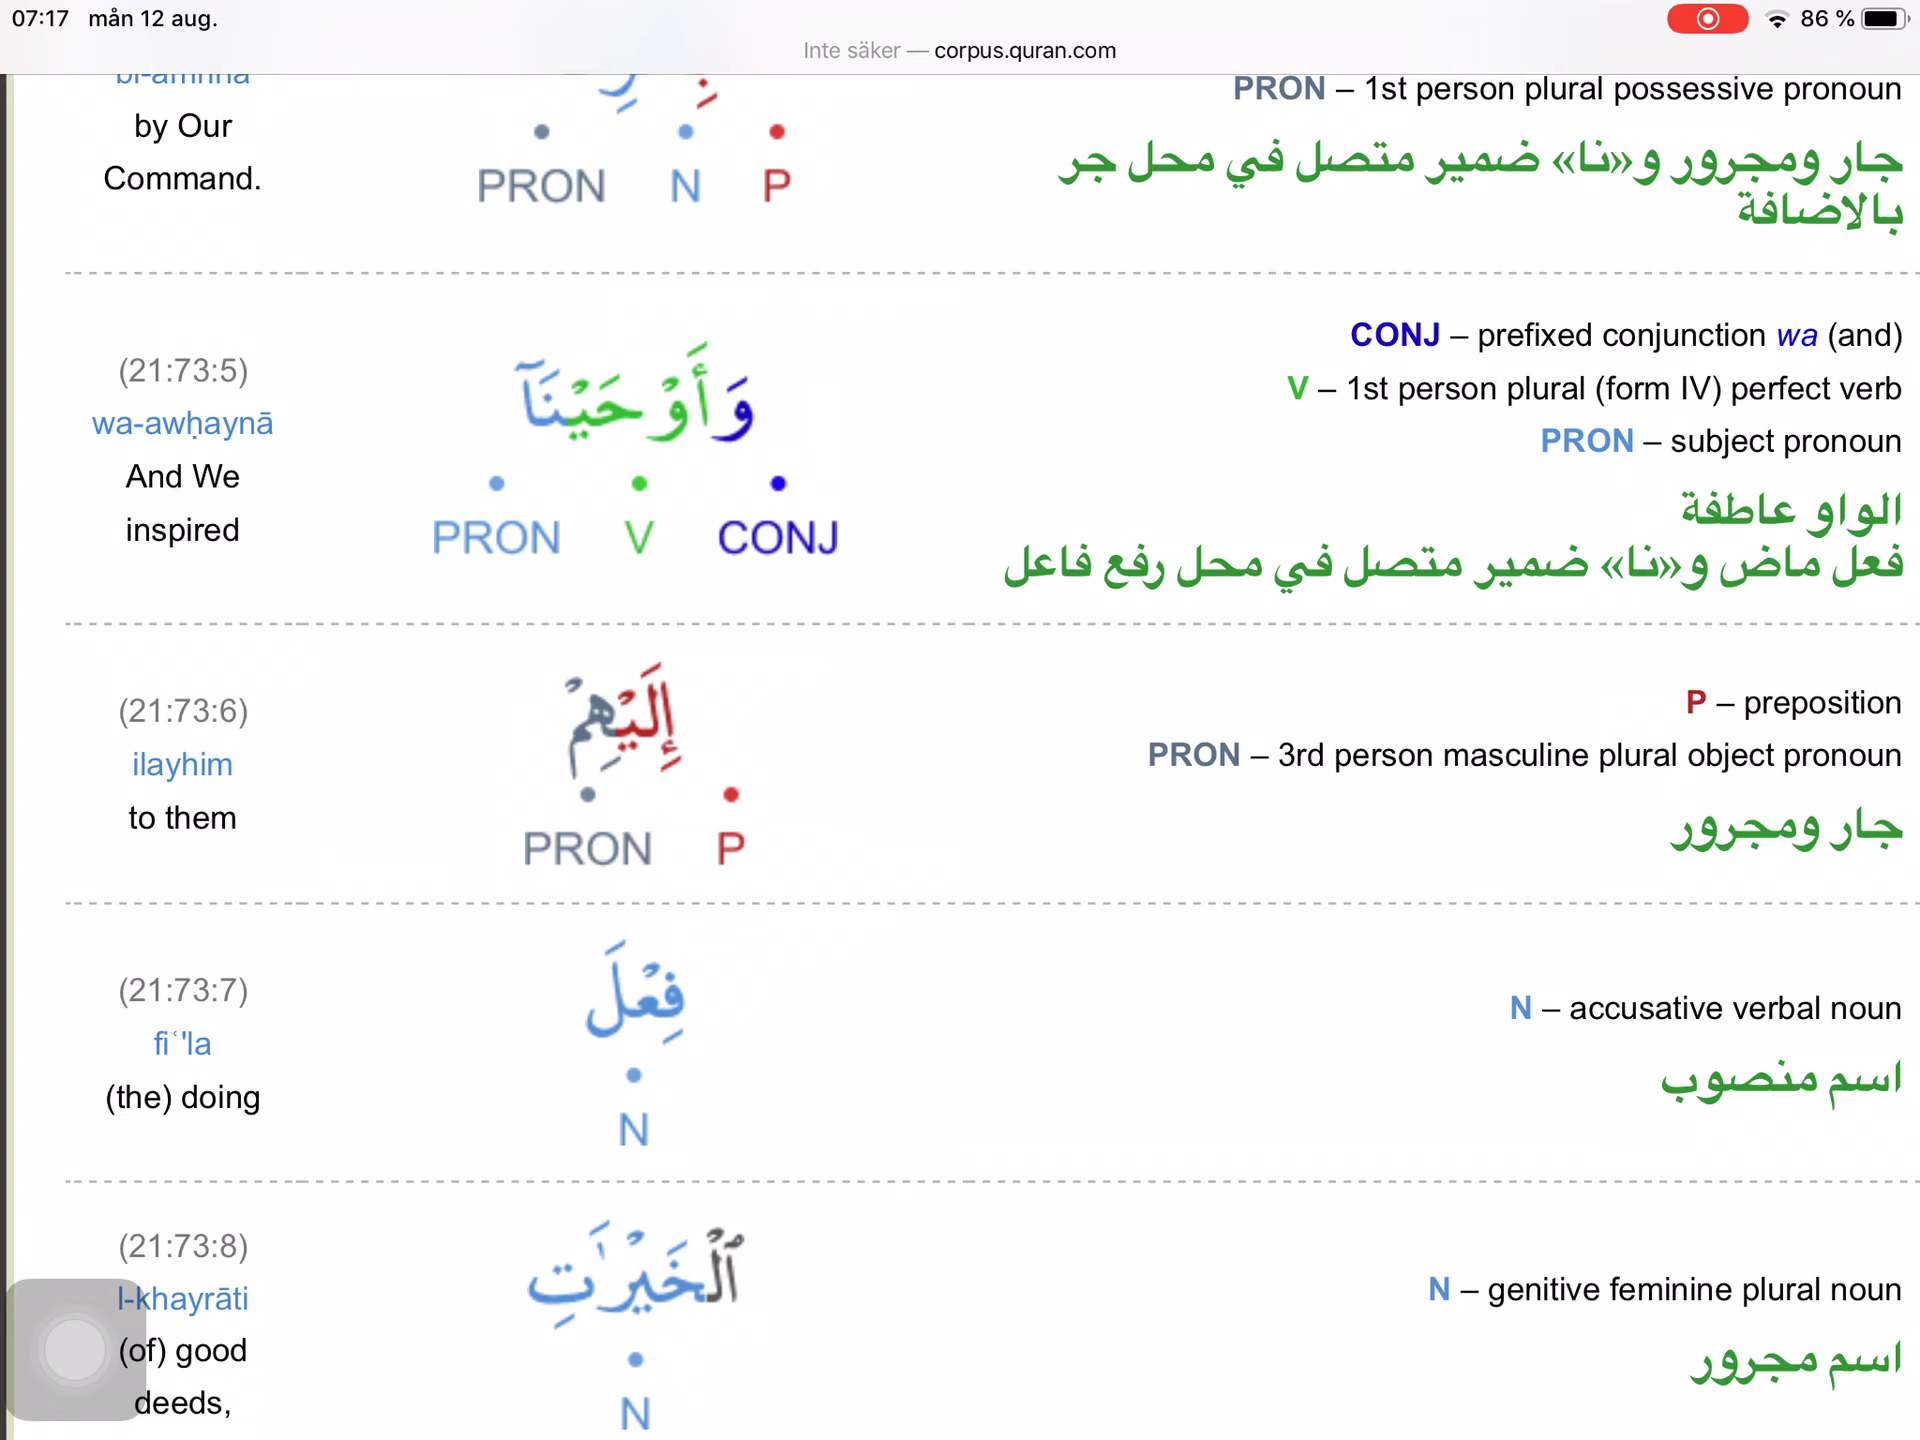 07:17 mån 12 aug.
86 %
Inte säker — corpus.quran.com
by Our
Command.
PRON N P
PRON – 1st person plural possessive pronoun
جار ومجرور و«نا» ضمير متصل في محل جر
بالاضافة
(21:73:5)
wa-awḥaynā
And We
inspired
وَأَوْحَيْنَآ
PRON V CONJ
CONJ – prefixed conjunction wa (and)
V – 1st person plural (form IV) perfect verb
PRON – subject pronoun
الواو عاطفة
فعل ماض و«نا» ضمير متصل في محل رفع فاعل
(21:73:6)
ilayhim
to them
إِلَيْهِمْ
PRON P
P – preposition
PRON – 3rd person masculine plural object pronoun
جار ومجرور
(21:73:7)
fiʿ'la
(the) doing
فِعْلَ
N
N – accusative verbal noun
اسم منصوب
(21:73:8)
l-khayrāti
(of) good
deeds,
ٱلْخَيْرَٰتِ
N
N – genitive feminine plural noun
اسم مجرور